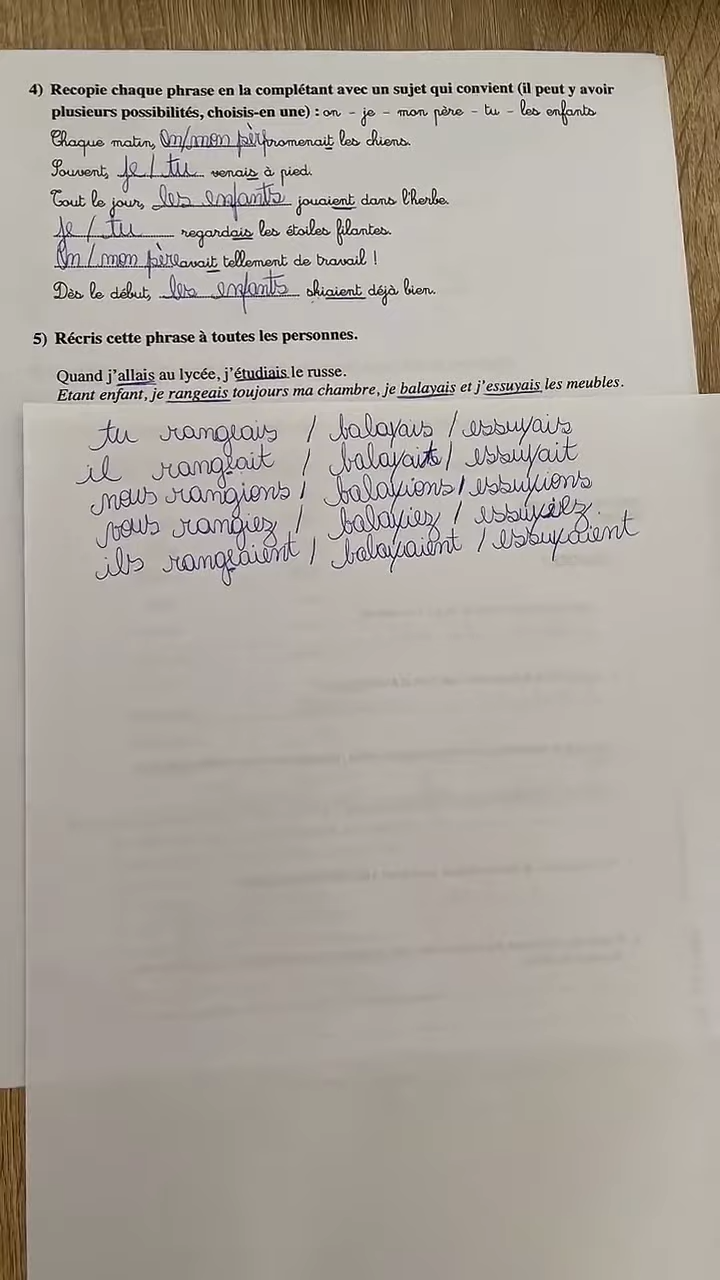 4) Recopie chaque phrase en la complétant avec un sujet qui convient (il peut y avoir
plusieurs possibilités, choisis-en une) : on - je - mon père - tu - les enfants
Chaque matin, On/mon père promenait les chiens.
Souvent, je / tu venais à pied.
Tout le jour, les enfants jouaient dans l'herbe.
Je / tu regardais les étoiles filantes.
On / mon père avait tellement de travail !
Dès le début, les enfants skiaient déjà bien.
5) Récris cette phrase à toutes les personnes.
Quand j'allais au lycée, j'étudiais le russe.
Etant enfant, je rangeais toujours ma chambre, je balayais et j'essuyais les meubles.
tu rangeais / balayais / essuyais
il rangeait / balayait / essuyait
nous rangions / balayions / essuyions
vous rangiez / balayiez / essuyiez.
ils rangeaient / balayaient / essuyaient